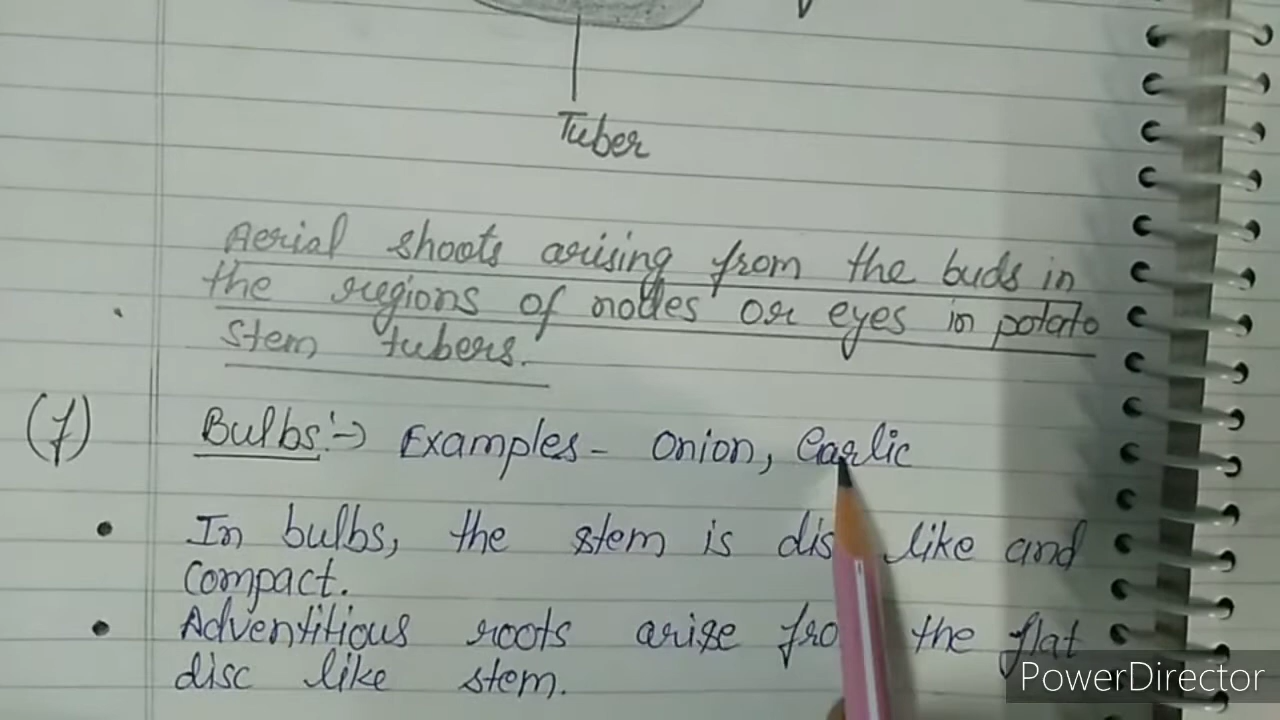 Tuber
Aerial shoots arising from the buds in
the regions of nodes or eyes in potato
stem tubers.
(f) Bulbs:-> Examples - Onion, Garlic
• In bulbs, the stem is dis like and
compact.
• Adventitious roots arise fro the flat
disc like stem.
PowerDirector